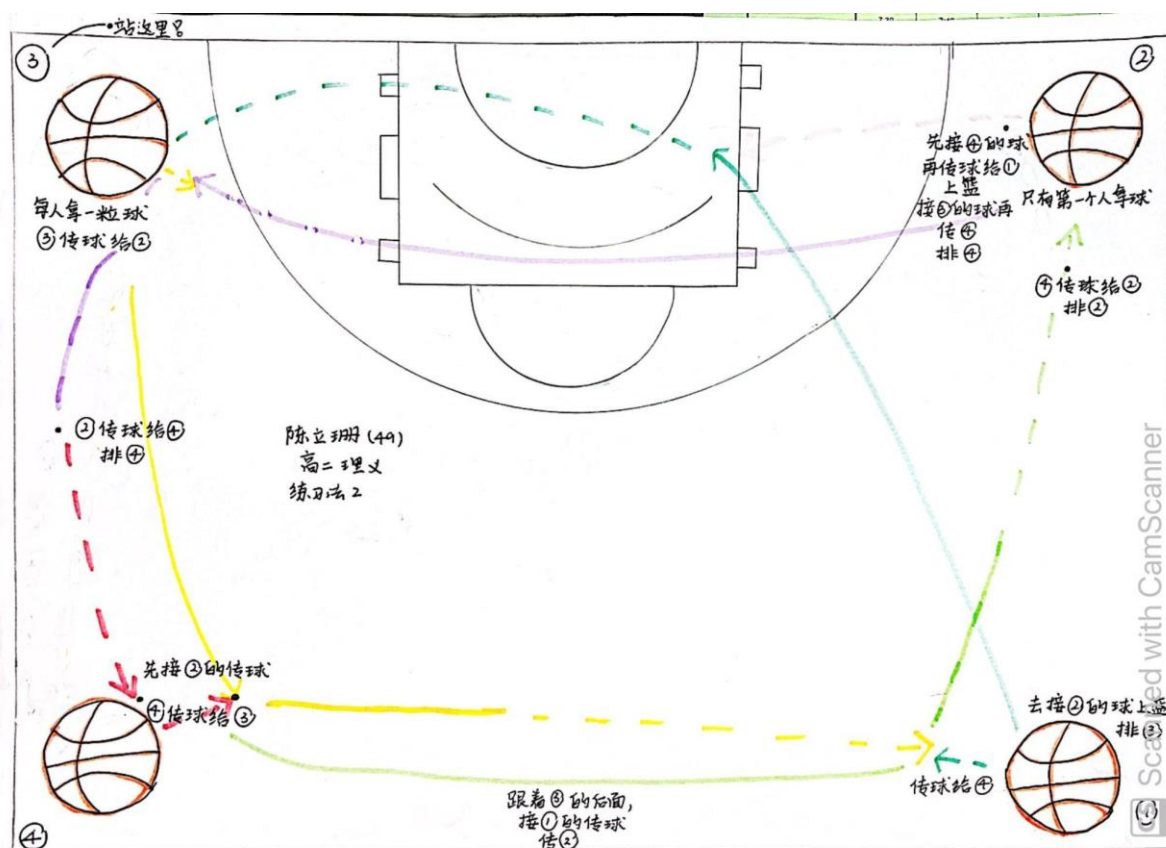 ③
•站这里!
每人拿一粒球
③传球给②
②传球给④
排④
先接④的球
再传球给①
上篮
接③的球再
传④
排④
②
只有第一个人拿球
④传球给②
排②
陈立珊(49)
高二理义
练习法2
先接②的传球
④传球给③
④
跟着③的后面,
接①的传球
传②
去接②的球上篮
排③
传球给④
①
CS Scanned with CamScanner